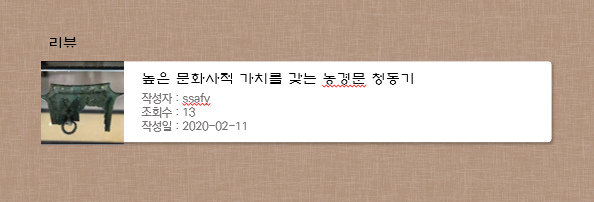 리뷰
높은 문화사적 가치를 갖는 농경문 청동기
작성자 : ssafy
조회수 : 13
작성일 : 2020-02-11